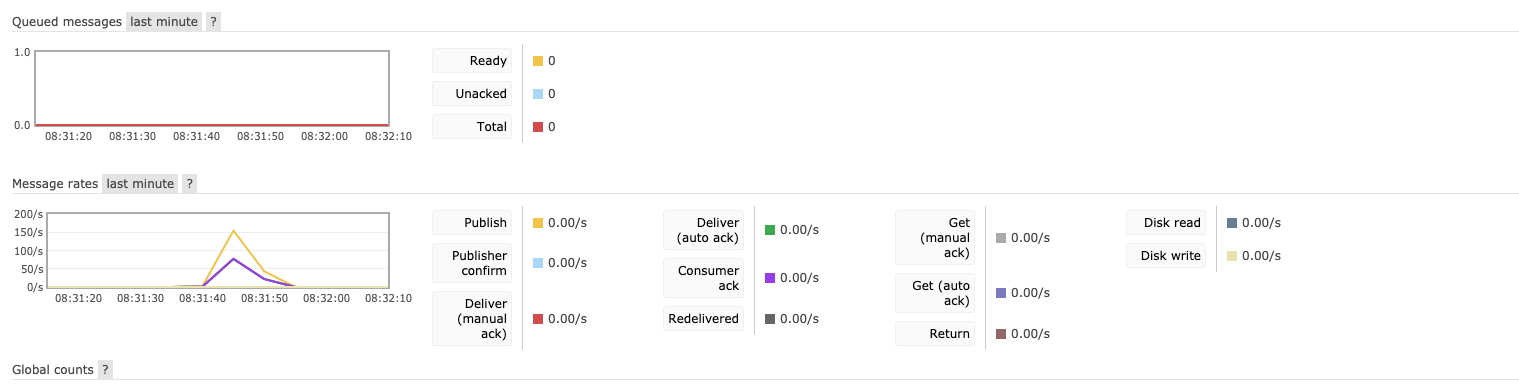 Queued messages last minute ?
1.0
0.0
08:31:20 08:31:30 08:31:40 08:31:50 08:32:00 08:32:10
Ready 0
Unacked 0
Total 0
Message rates last minute ?
200/s
150/s
100/s
50/s
0/s
08:31:20 08:31:30 08:31:40 08:31:50 08:32:00 08:32:10
Publish 0.00/s
Publisher
confirm 0.00/s
Deliver
(manual
ack) 0.00/s
Deliver
(auto ack) 0.00/s
Consumer
ack 0.00/s
Redelivered 0.00/s
Get
(manual
ack) 0.00/s
Get (auto
ack) 0.00/s
Return 0.00/s
Disk read 0.00/s
Disk write 0.00/s
Global counts ?